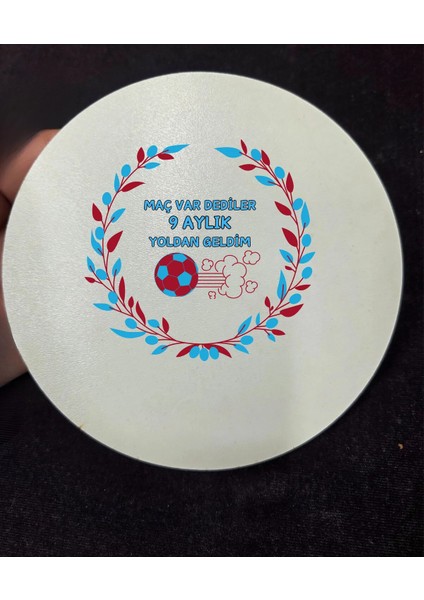 MAÇ VAR DEDİLER
9 AYLIK
YOLDAN GELDİM